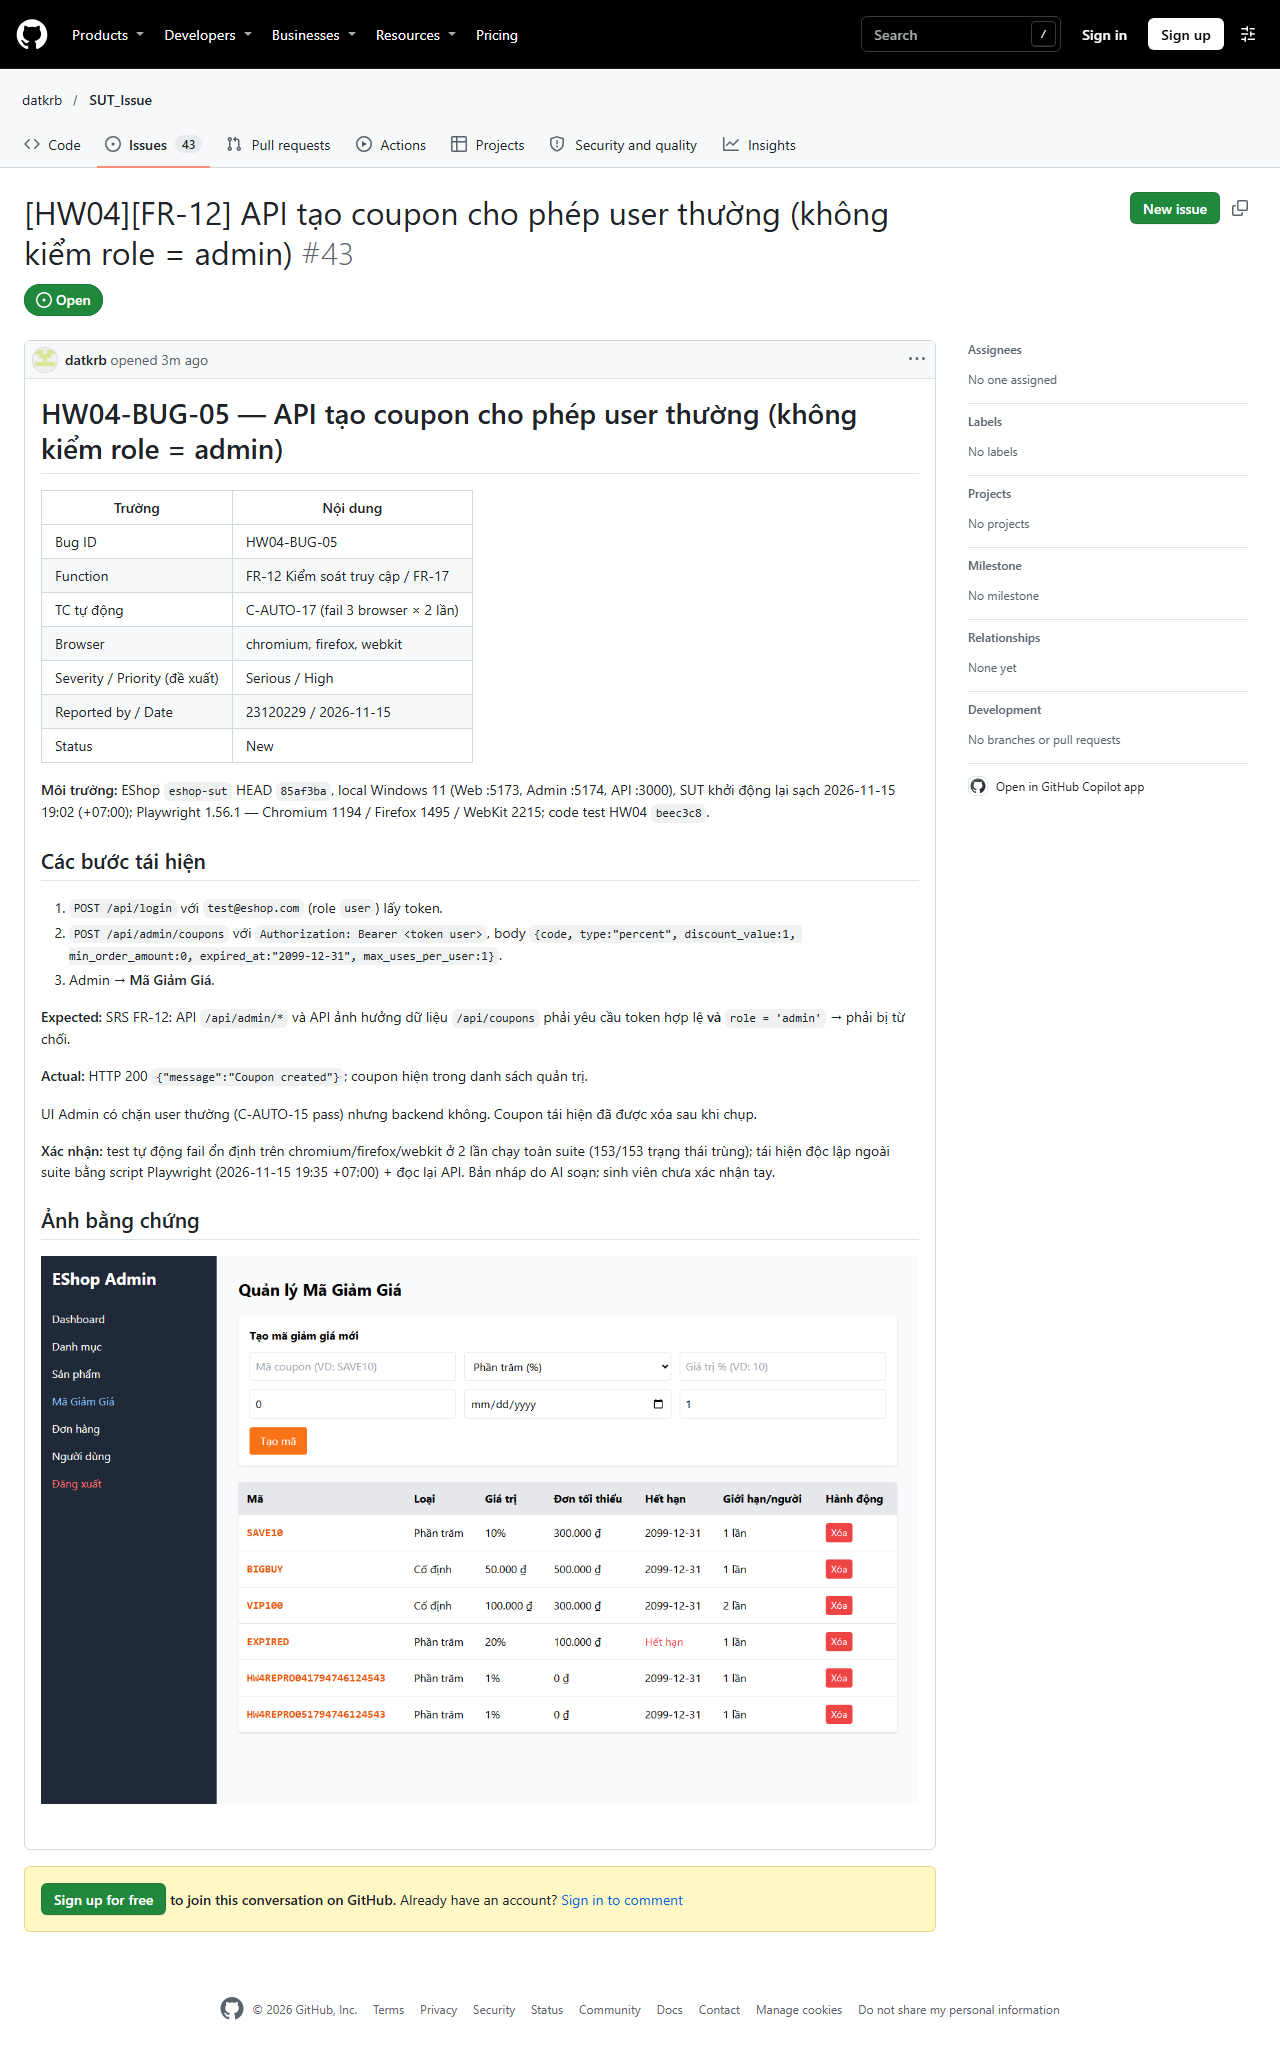 Products Developers Businesses Resources Pricing Search / Sign in Sign up
datkrb / SUT_Issue
Code Issues 43 Pull requests Actions Projects Security and quality Insights
[HW04][FR-12] API tạo coupon cho phép user thường (không
kiểm role = admin) #43
New issue
Open
datkrb opened 3m ago
HW04-BUG-05 — API tạo coupon cho phép user thường (không
kiểm role = admin)
Trường Nội dung
Bug ID HW04-BUG-05
Function FR-12 Kiểm soát truy cập / FR-17
TC tự động C-AUTO-17 (fail 3 browser × 2 lần)
Browser chromium, firefox, webkit
Severity / Priority (đề xuất) Serious / High
Reported by / Date 23120229 / 2026-11-15
Status New
Môi trường: EShop eshop-sut HEAD 85af3ba, local Windows 11 (Web :5173, Admin :5174, API :3000), SUT khởi động lại sạch 2026-11-15
19:02 (+07:00); Playwright 1.56.1 — Chromium 1194 / Firefox 1495 / WebKit 2215; code test HW04 beec3c8.
Các bước tái hiện
1. POST /api/login với test@eshop.com (role user) lấy token.
2. POST /api/admin/coupons với Authorization: Bearer <token user>, body {code, type:"percent", discount_value:1,
min_order_amount:0, expired_at:"2099-12-31", max_uses_per_user:1}.
3. Admin → Mã Giảm Giá.
Expected: SRS FR-12: API /api/admin/* và API ảnh hưởng dữ liệu /api/coupons phải yêu cầu token hợp lệ và role = 'admin' → phải bị từ
chối.
Actual: HTTP 200 {"message":"Coupon created"}; coupon hiện trong danh sách quản trị.
UI Admin có chặn user thường (C-AUTO-15 pass) nhưng backend không. Coupon tái hiện đã được xóa sau khi chụp.
Xác nhận: test tự động fail ổn định trên chromium/firefox/webkit ở 2 lần chạy toàn suite (153/153 trạng thái trùng); tái hiện độc lập ngoài
suite bằng script Playwright (2026-11-15 19:35 +07:00) + đọc lại API. Bản nháp do AI soạn; sinh viên chưa xác nhận tay.
Ảnh bằng chứng
EShop Admin
Dashboard
Danh mục
Sản phẩm
Mã Giảm Giá
Đơn hàng
Người dùng
Đăng xuất
Quản lý Mã Giảm Giá
Tạo mã giảm giá mới
Mã coupon (VD: SAVE10) Phần trăm (%) Giá trị % (VD: 10)
0 mm/dd/yyyy 1
Tạo mã
Mã Loại Giá trị Đơn tối thiểu Hết hạn Giới hạn/người Hành động
SAVE10 Phần trăm 10% 300.000 ₫ 2099-12-31 1 lần Xóa
BIGBUY Cố định 50.000 ₫ 500.000 ₫ 2099-12-31 1 lần Xóa
VIP100 Cố định 100.000 ₫ 300.000 ₫ 2099-12-31 2 lần Xóa
EXPIRED Phần trăm 20% 100.000 ₫ Hết hạn 1 lần Xóa
HW4REPRO041794746124543 Phần trăm 1% 0 ₫ 2099-12-31 1 lần Xóa
HW4REPRO051794746124543 Phần trăm 1% 0 ₫ 2099-12-31 1 lần Xóa
Assignees
No one assigned
Labels
No labels
Projects
No projects
Milestone
No milestone
Relationships
None yet
Development
No branches or pull requests
Open in GitHub Copilot app
Sign up for free to join this conversation on GitHub. Already have an account? Sign in to comment
© 2026 GitHub, Inc. Terms Privacy Security Status Community Docs Contact Manage cookies Do not share my personal information